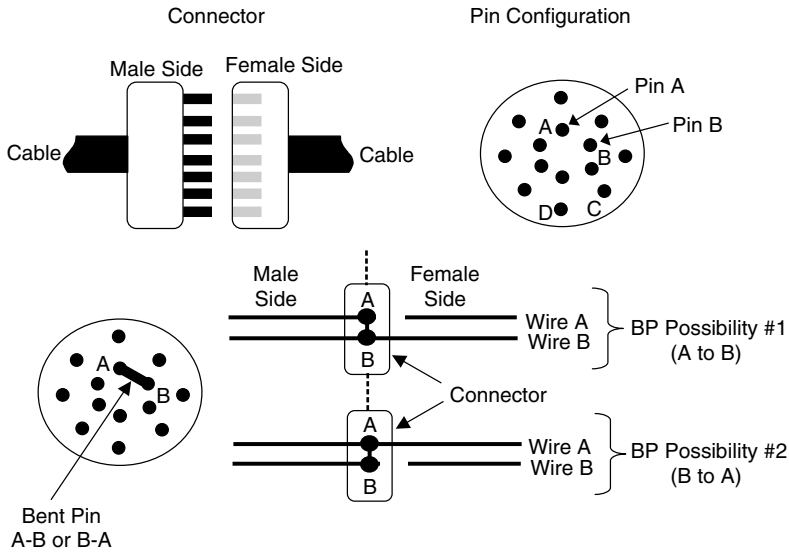 Connector
Pin Configuration
Male Side
Female Side
Cable
Cable
Pin A
Pin B
A
B
D
C
Male
Side
Female
Side
A
B
Wire A
Wire B
BP Possibility #1
(A to B)
A
B
Connector
A
B
Wire A
Wire B
BP Possibility #2
(B to A)
Bent Pin
A-B or B-A